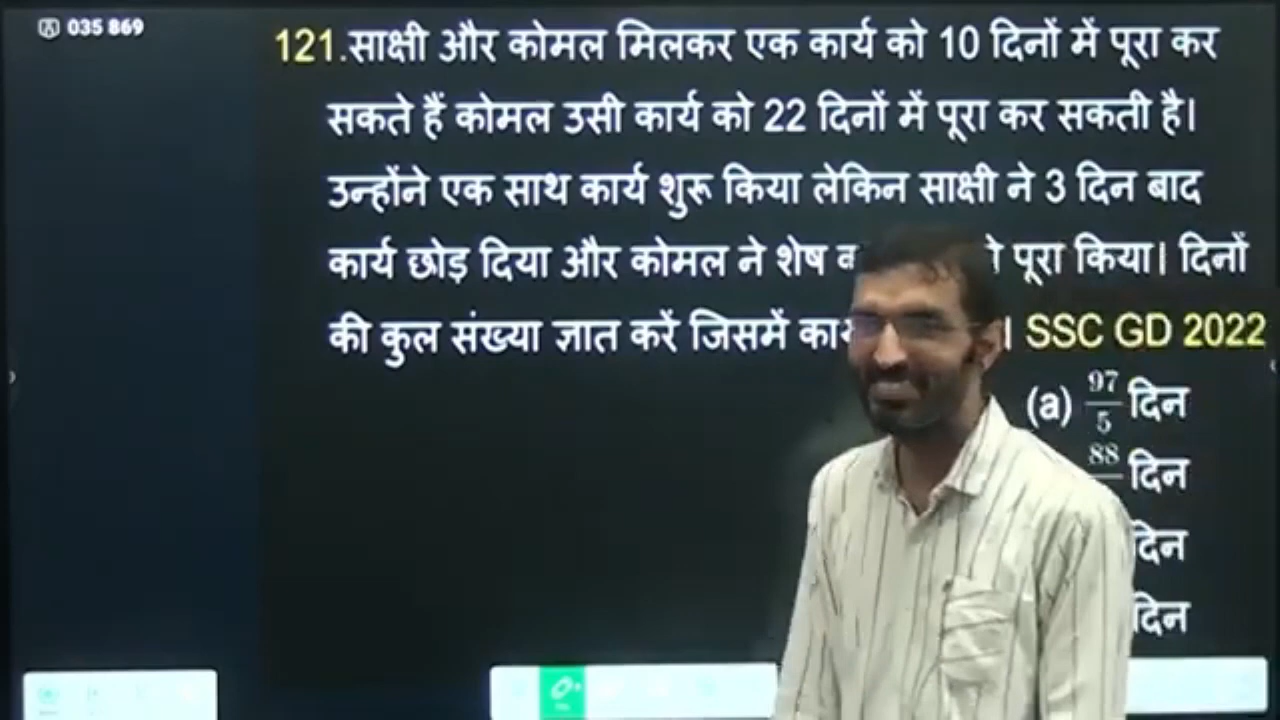 035 869
121.साक्षी और कोमल मिलकर एक कार्य को 10 दिनों में पूरा कर
सकते हैं कोमल उसी कार्य को 22 दिनों में पूरा कर सकती है।
उन्होंने एक साथ कार्य शुरू किया लेकिन साक्षी ने 3 दिन बाद
कार्य छोड़ दिया और कोमल ने शेष पूरा किया। दिनों
की कुल संख्या ज्ञात करें जिसमें । SSC GD 2022
(a) 97/5 दिन
88 दिन
दिन
दिन